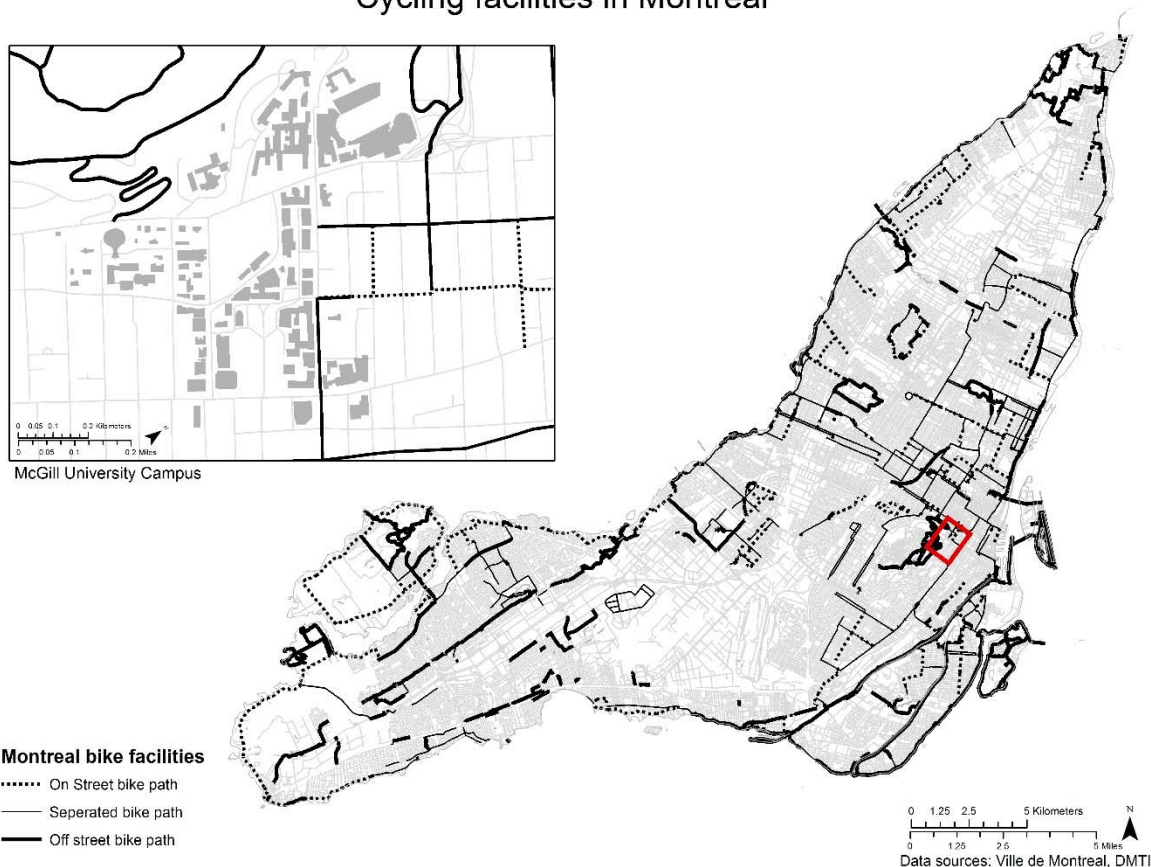 Cycling facilities in Montreal
0 0.05 0.1 0.2 Kilometers
0 0.05 0.1 0.2 Miles
McGill University Campus
Montreal bike facilities
On Street bike path
Seperated bike path
Off street bike path
0 1.25 2.5 5 Kilometers
0 1.25 2.5 5 Miles
N
Data sources: Ville de Montreal, DMTI